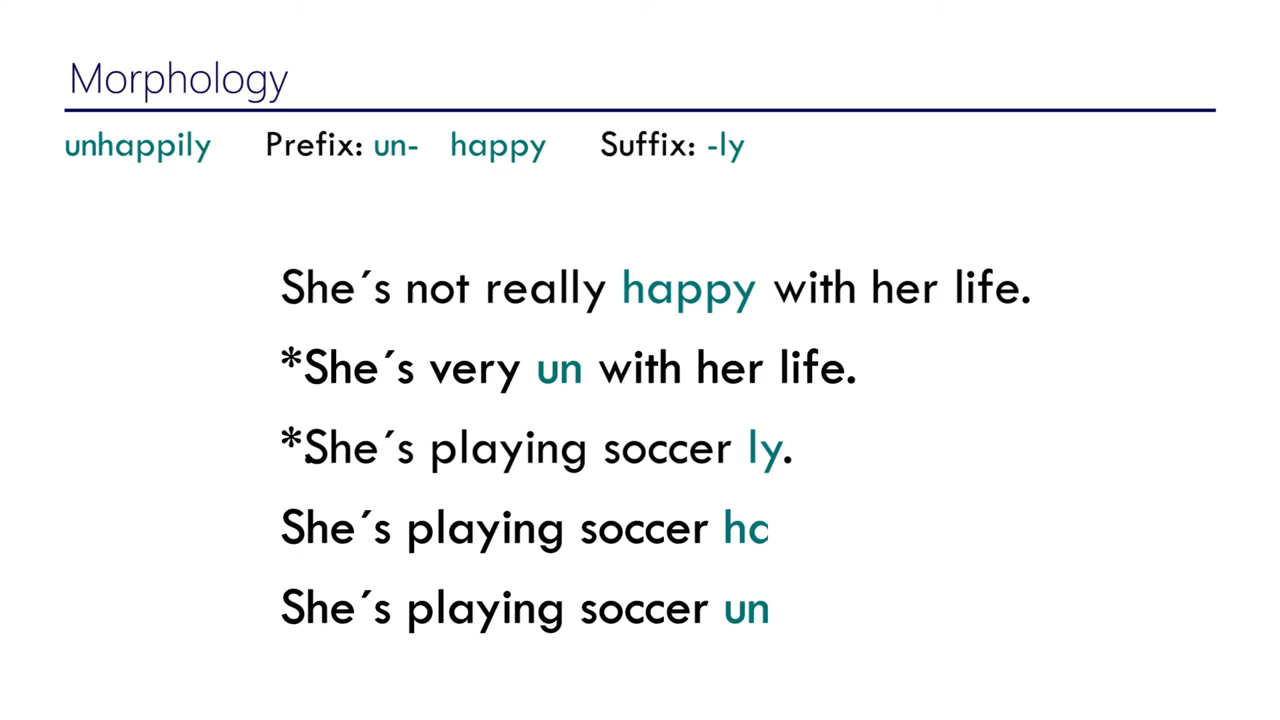 Morphology
unhappily Prefix: un- happy Suffix: -ly
She´s not really happy with her life.
*She´s very un with her life.
*She´s playing soccer ly.
She´s playing soccer ha
She´s playing soccer un